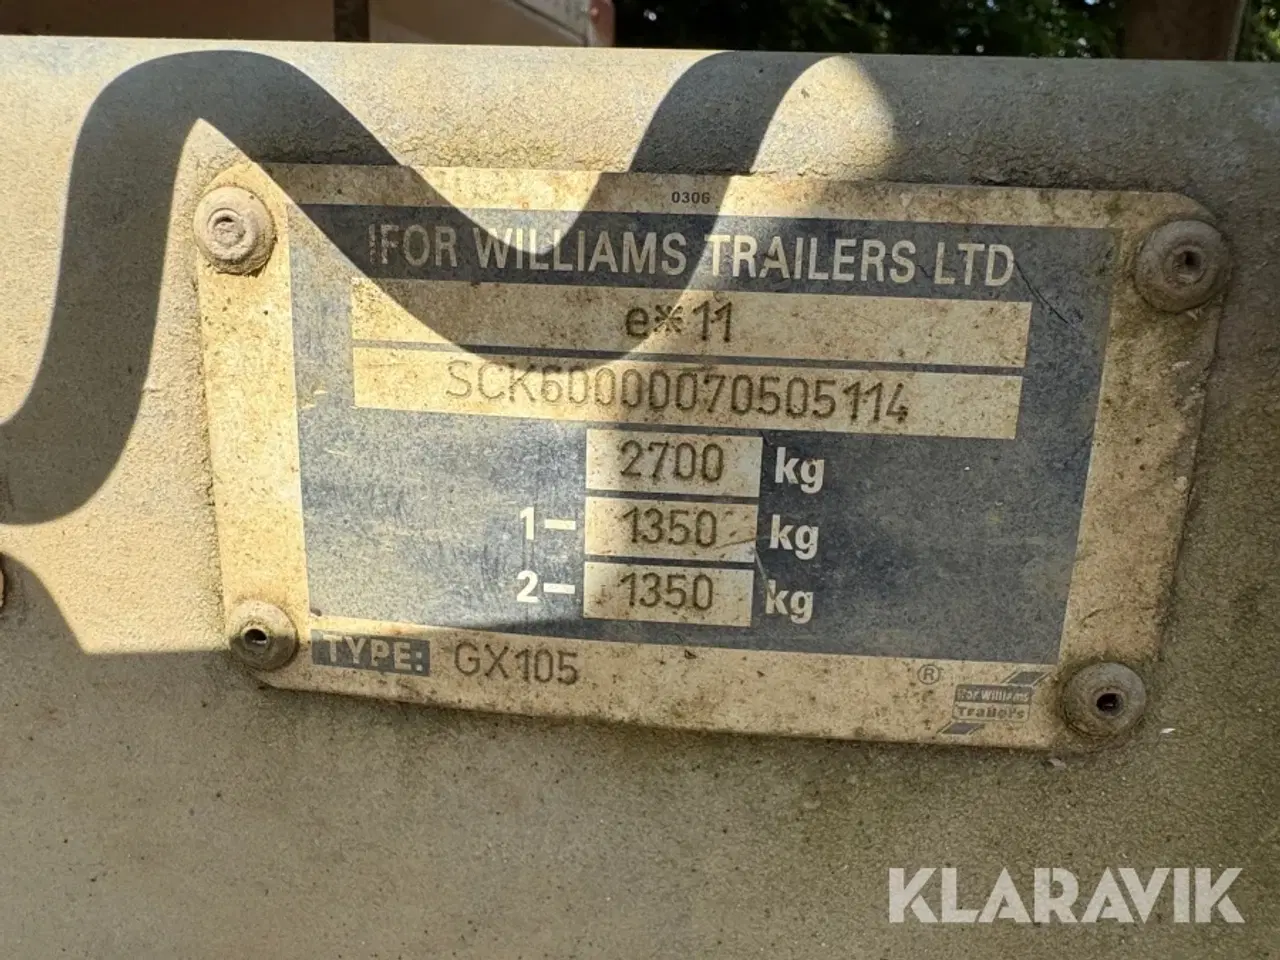 0306
IFOR WILLIAMS TRAILERS LTD
e*11
SCK60000070505114
2700 kg
1- 1350 kg
2- 1350 kg
TYPE: GX105
®
Ifor Williams
Trailers
KLARAVIK